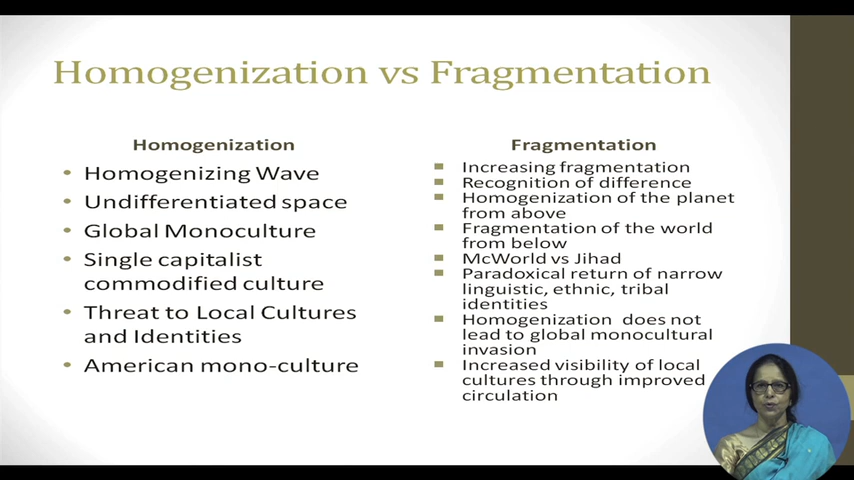 Homogenization vs Fragmentation
Homogenization
Homogenizing Wave
Undifferentiated space
Global Monoculture
Single capitalist
commodified culture
Threat to Local Cultures
and Identities
American mono-culture
Fragmentation
Increasing fragmentation
Recognition of difference
Homogenization of the planet
from above
Fragmentation of the world
from below
McWorld vs Jihad
Paradoxical return of narrow
linguistic, ethnic, tribal
identities
Homogenization does not
lead to global monocultural
invasion
Increased visibility of local
cultures through improved
circulation